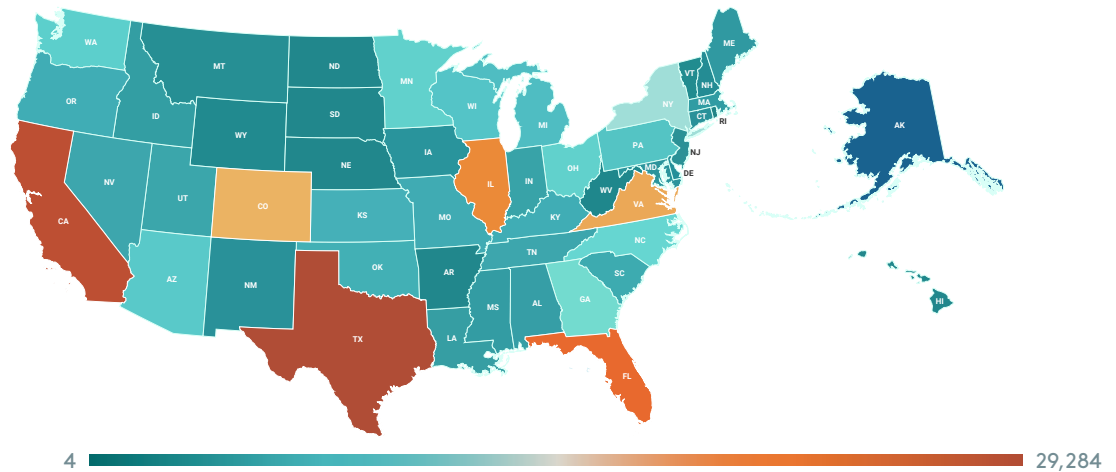 WA
MT
ND
MN
ME
VT
NH
OR
ID
WY
SD
WI
MI
NY
MA
CT
RI
AK
NV
UT
CO
NE
IA
IL
IN
OH
PA
NJ
MD
DE
CA
KS
MO
KY
WV
VA
AZ
NM
OK
AR
TN
NC
SC
TX
LA
MS
AL
GA
FL
HI
4
29,284